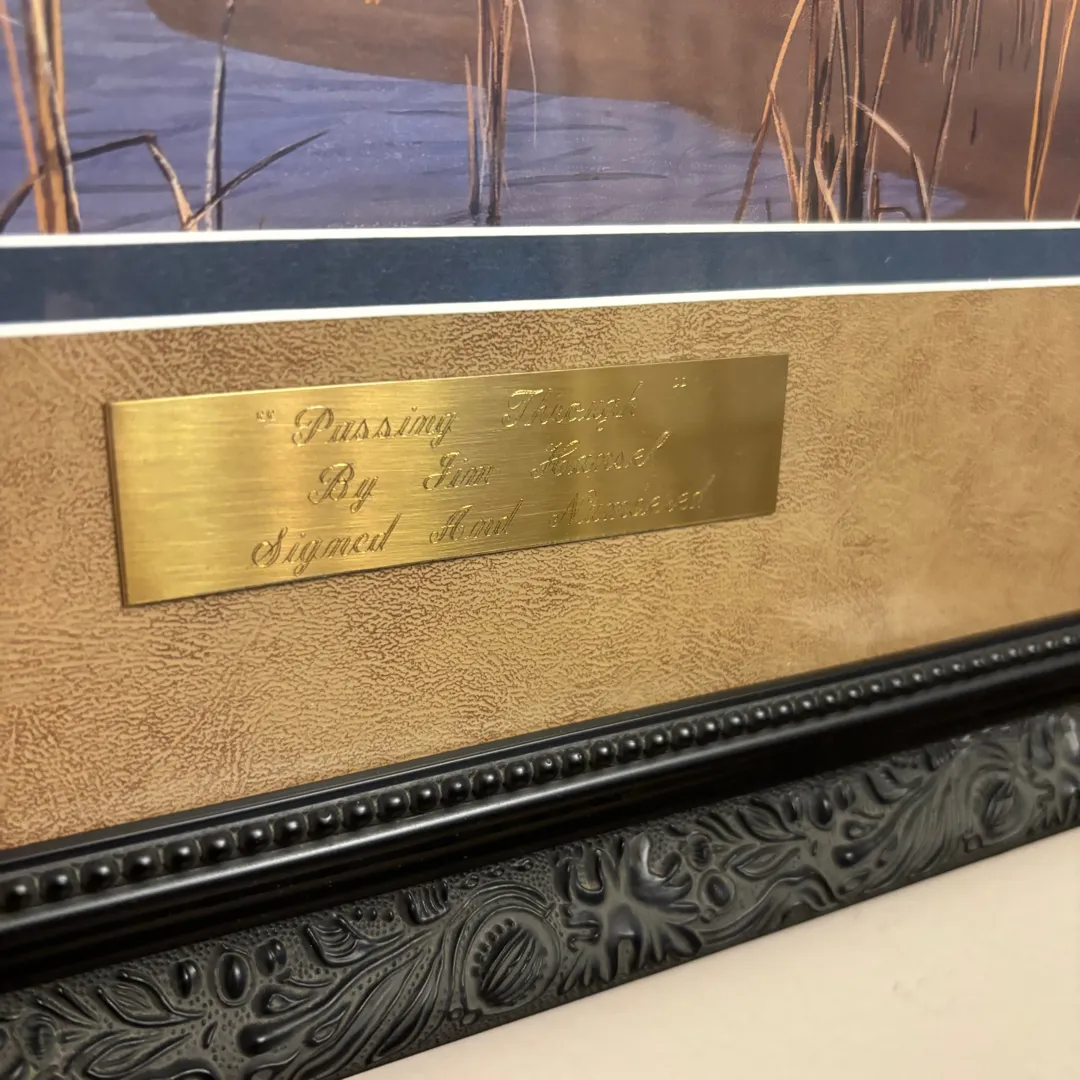 "Passing Through"
By Jim Hansel
Signed And Numbered